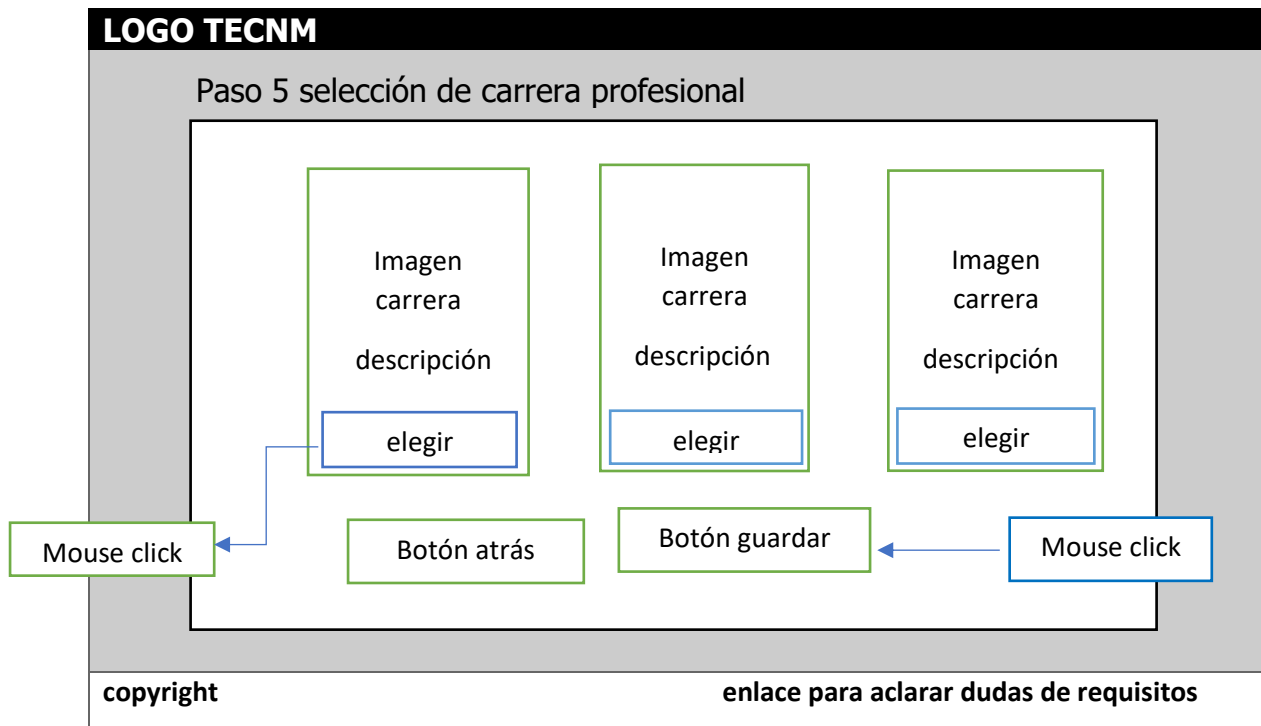 LOGO TECNM
Paso 5 selección de carrera profesional
Imagen
carrera
descripción
elegir
Imagen
carrera
descripción
elegir
Imagen
carrera
descripción
elegir
Mouse click
Botón atrás
Botón guardar
Mouse click
copyright
enlace para aclarar dudas de requisitos